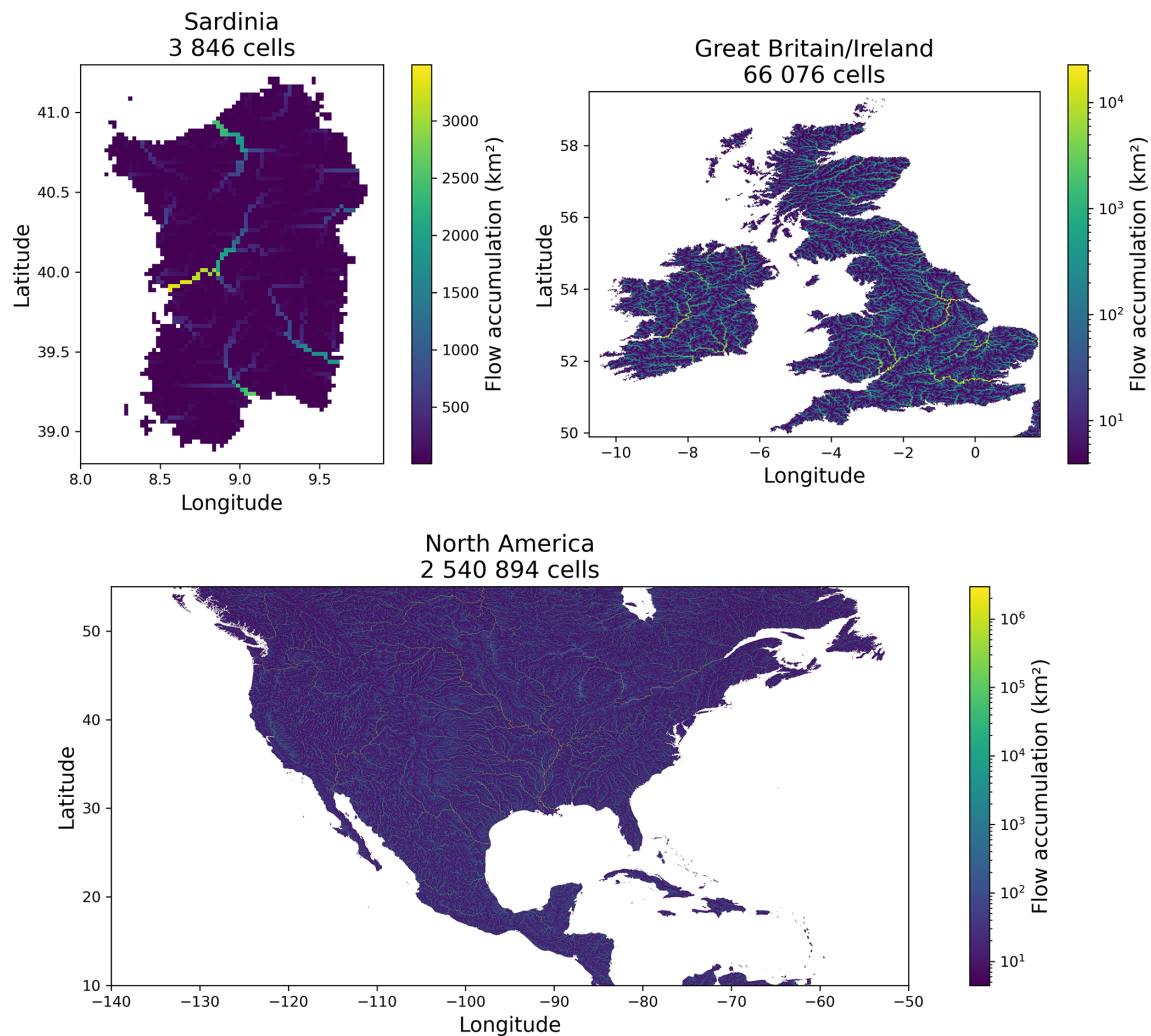 Sardinia
3 846 cells
41.0
40.5
40.0
39.5
39.0
Latitude
8.0 8.5 9.0 9.5
Longitude
3000
2500
2000
1500
1000
500
Flow accumulation (km²)
Great Britain/Ireland
66 076 cells
58
56
54
52
50
Latitude
−10 −8 −6 −4 −2 0
Longitude
10⁴
10³
10²
10¹
Flow accumulation (km²)
North America
2 540 894 cells
50
40
30
20
10
Latitude
−140 −130 −120 −110 −100 −90 −80 −70 −60 −50
Longitude
10⁶
10⁵
10⁴
10³
10²
10¹
Flow accumulation (km²)